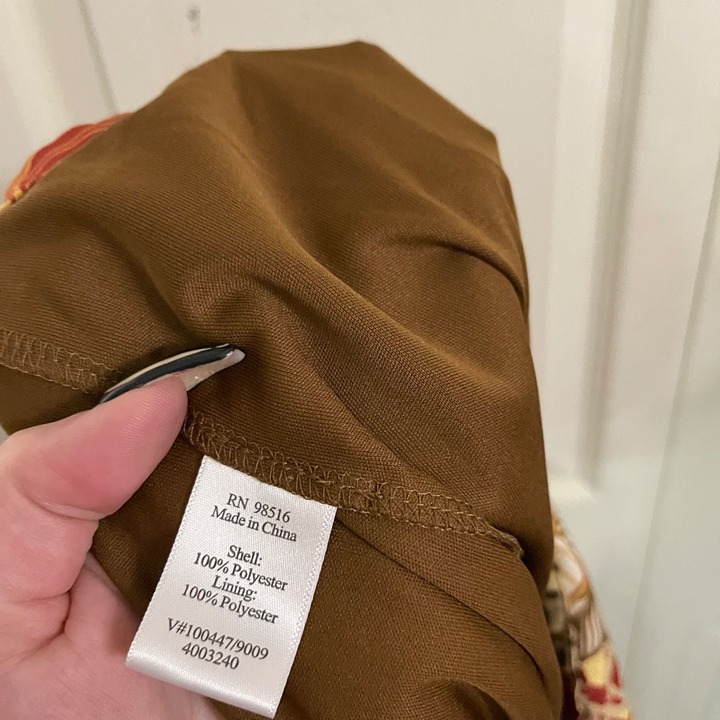 RN 98516
Made in China
Shell:
100% Polyester
Lining:
100% Polyester
V#100447/9009
4003240